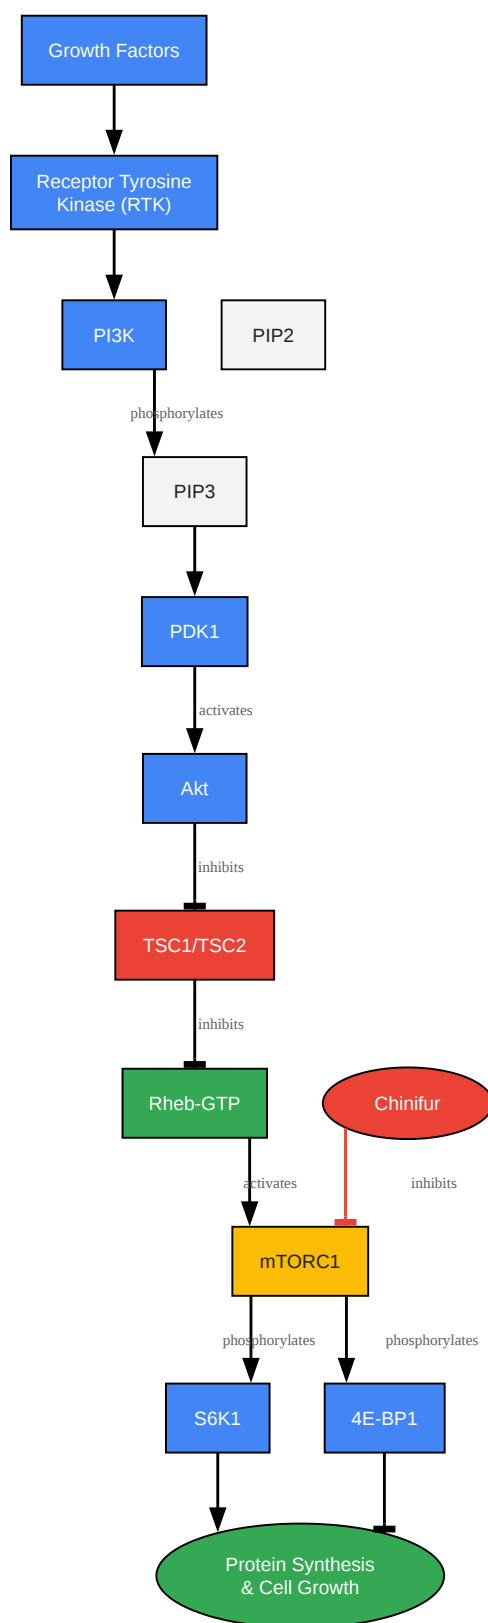 Growth Factors
Receptor Tyrosine
Kinase (RTK)
PI3K
PIP2
phosphorylates
PIP3
PDK1
activates
Akt
inhibits
TSC1/TSC2
inhibits
Rheb-GTP
Chinifur
activates
inhibits
mTORC1
phosphorylates
phosphorylates
S6K1
4E-BP1
Protein Synthesis
& Cell Growth